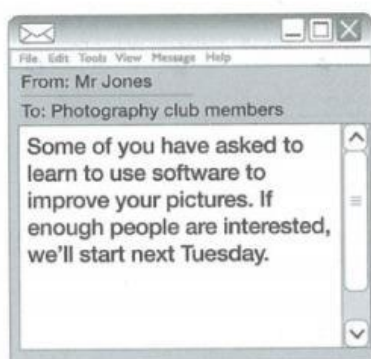 File Edit Tools View Message Help
From: Mr Jones
To: Photography club members
Some of you have asked to
learn to use software to
improve your pictures. If
enough people are interested,
we'll start next Tuesday.